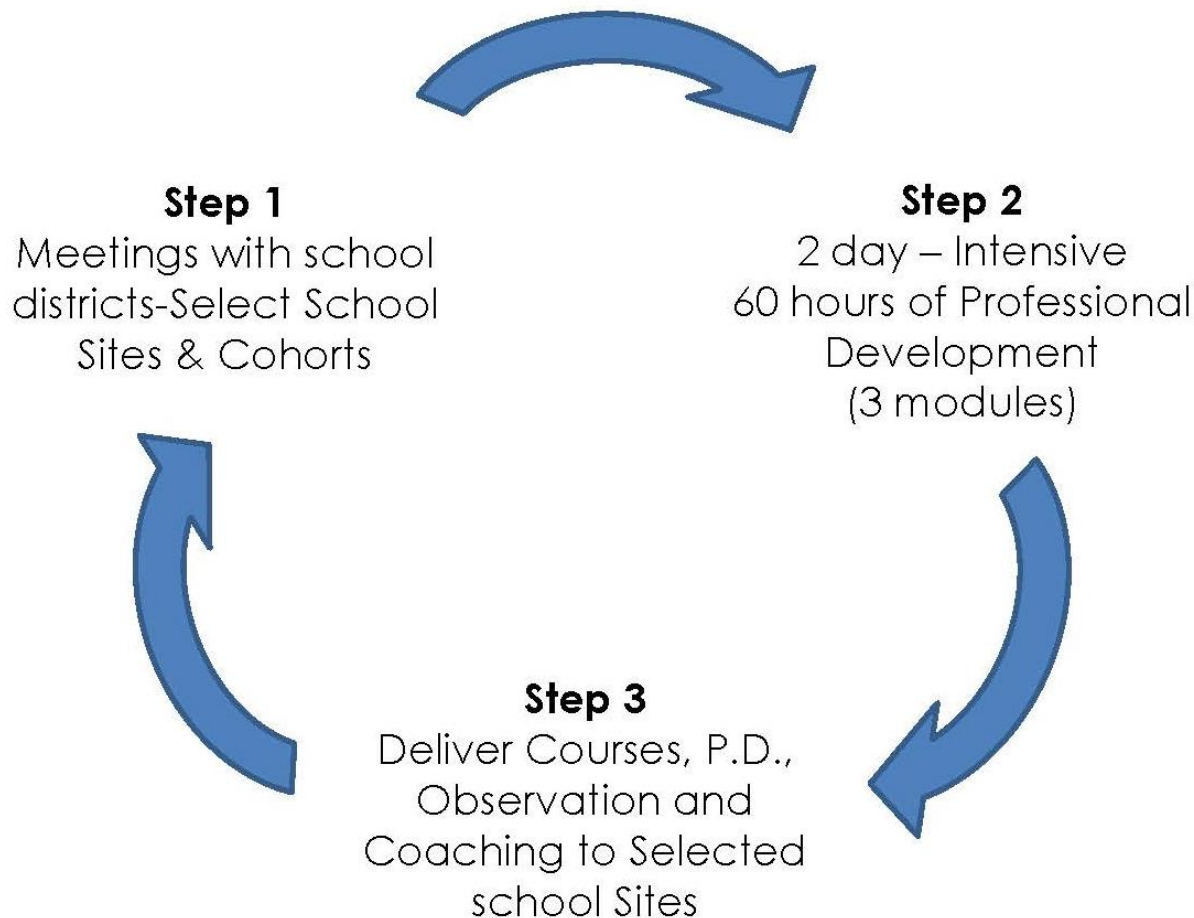 Step 1
Meetings with school
districts-Select School
Sites & Cohorts
Step 2
2 day – Intensive
60 hours of Professional
Development
(3 modules)
Step 3
Deliver Courses, P.D.,
Observation and
Coaching to Selected
school Sites